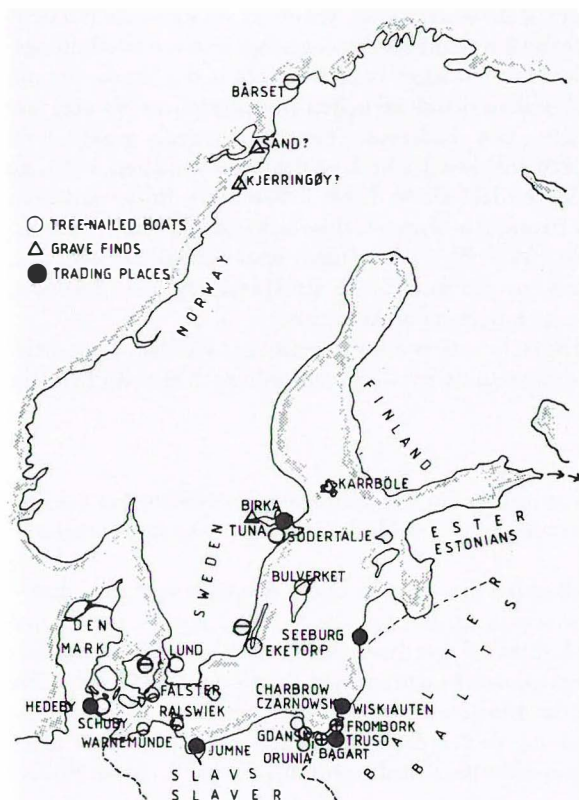 BÅRSET
SAND?
KJERRINGØY?
TREE-NAILED BOATS
GRAVE FINDS
TRADING PLACES
NORWAY
FINLAND
KARRBÖLE
BIRKA
TUNA
SÖDERTÄLJE
ESTER
ESTONIANS
SWEDEN
BULVERKET
DEN
MARK
SEEBURG
LUND
EKETORP
BALTER
BALTS
FALSTER
CHARBROW
HEDEBY
RALSWIEK
CZARNOWSKO
WISKIAUTEN
SCHUBY
GDANSK
FROMBORK
WARNEMÜNDE
JUMNE
TRUSO
ORUNIA
BAGART
SLAVS
SLAVER